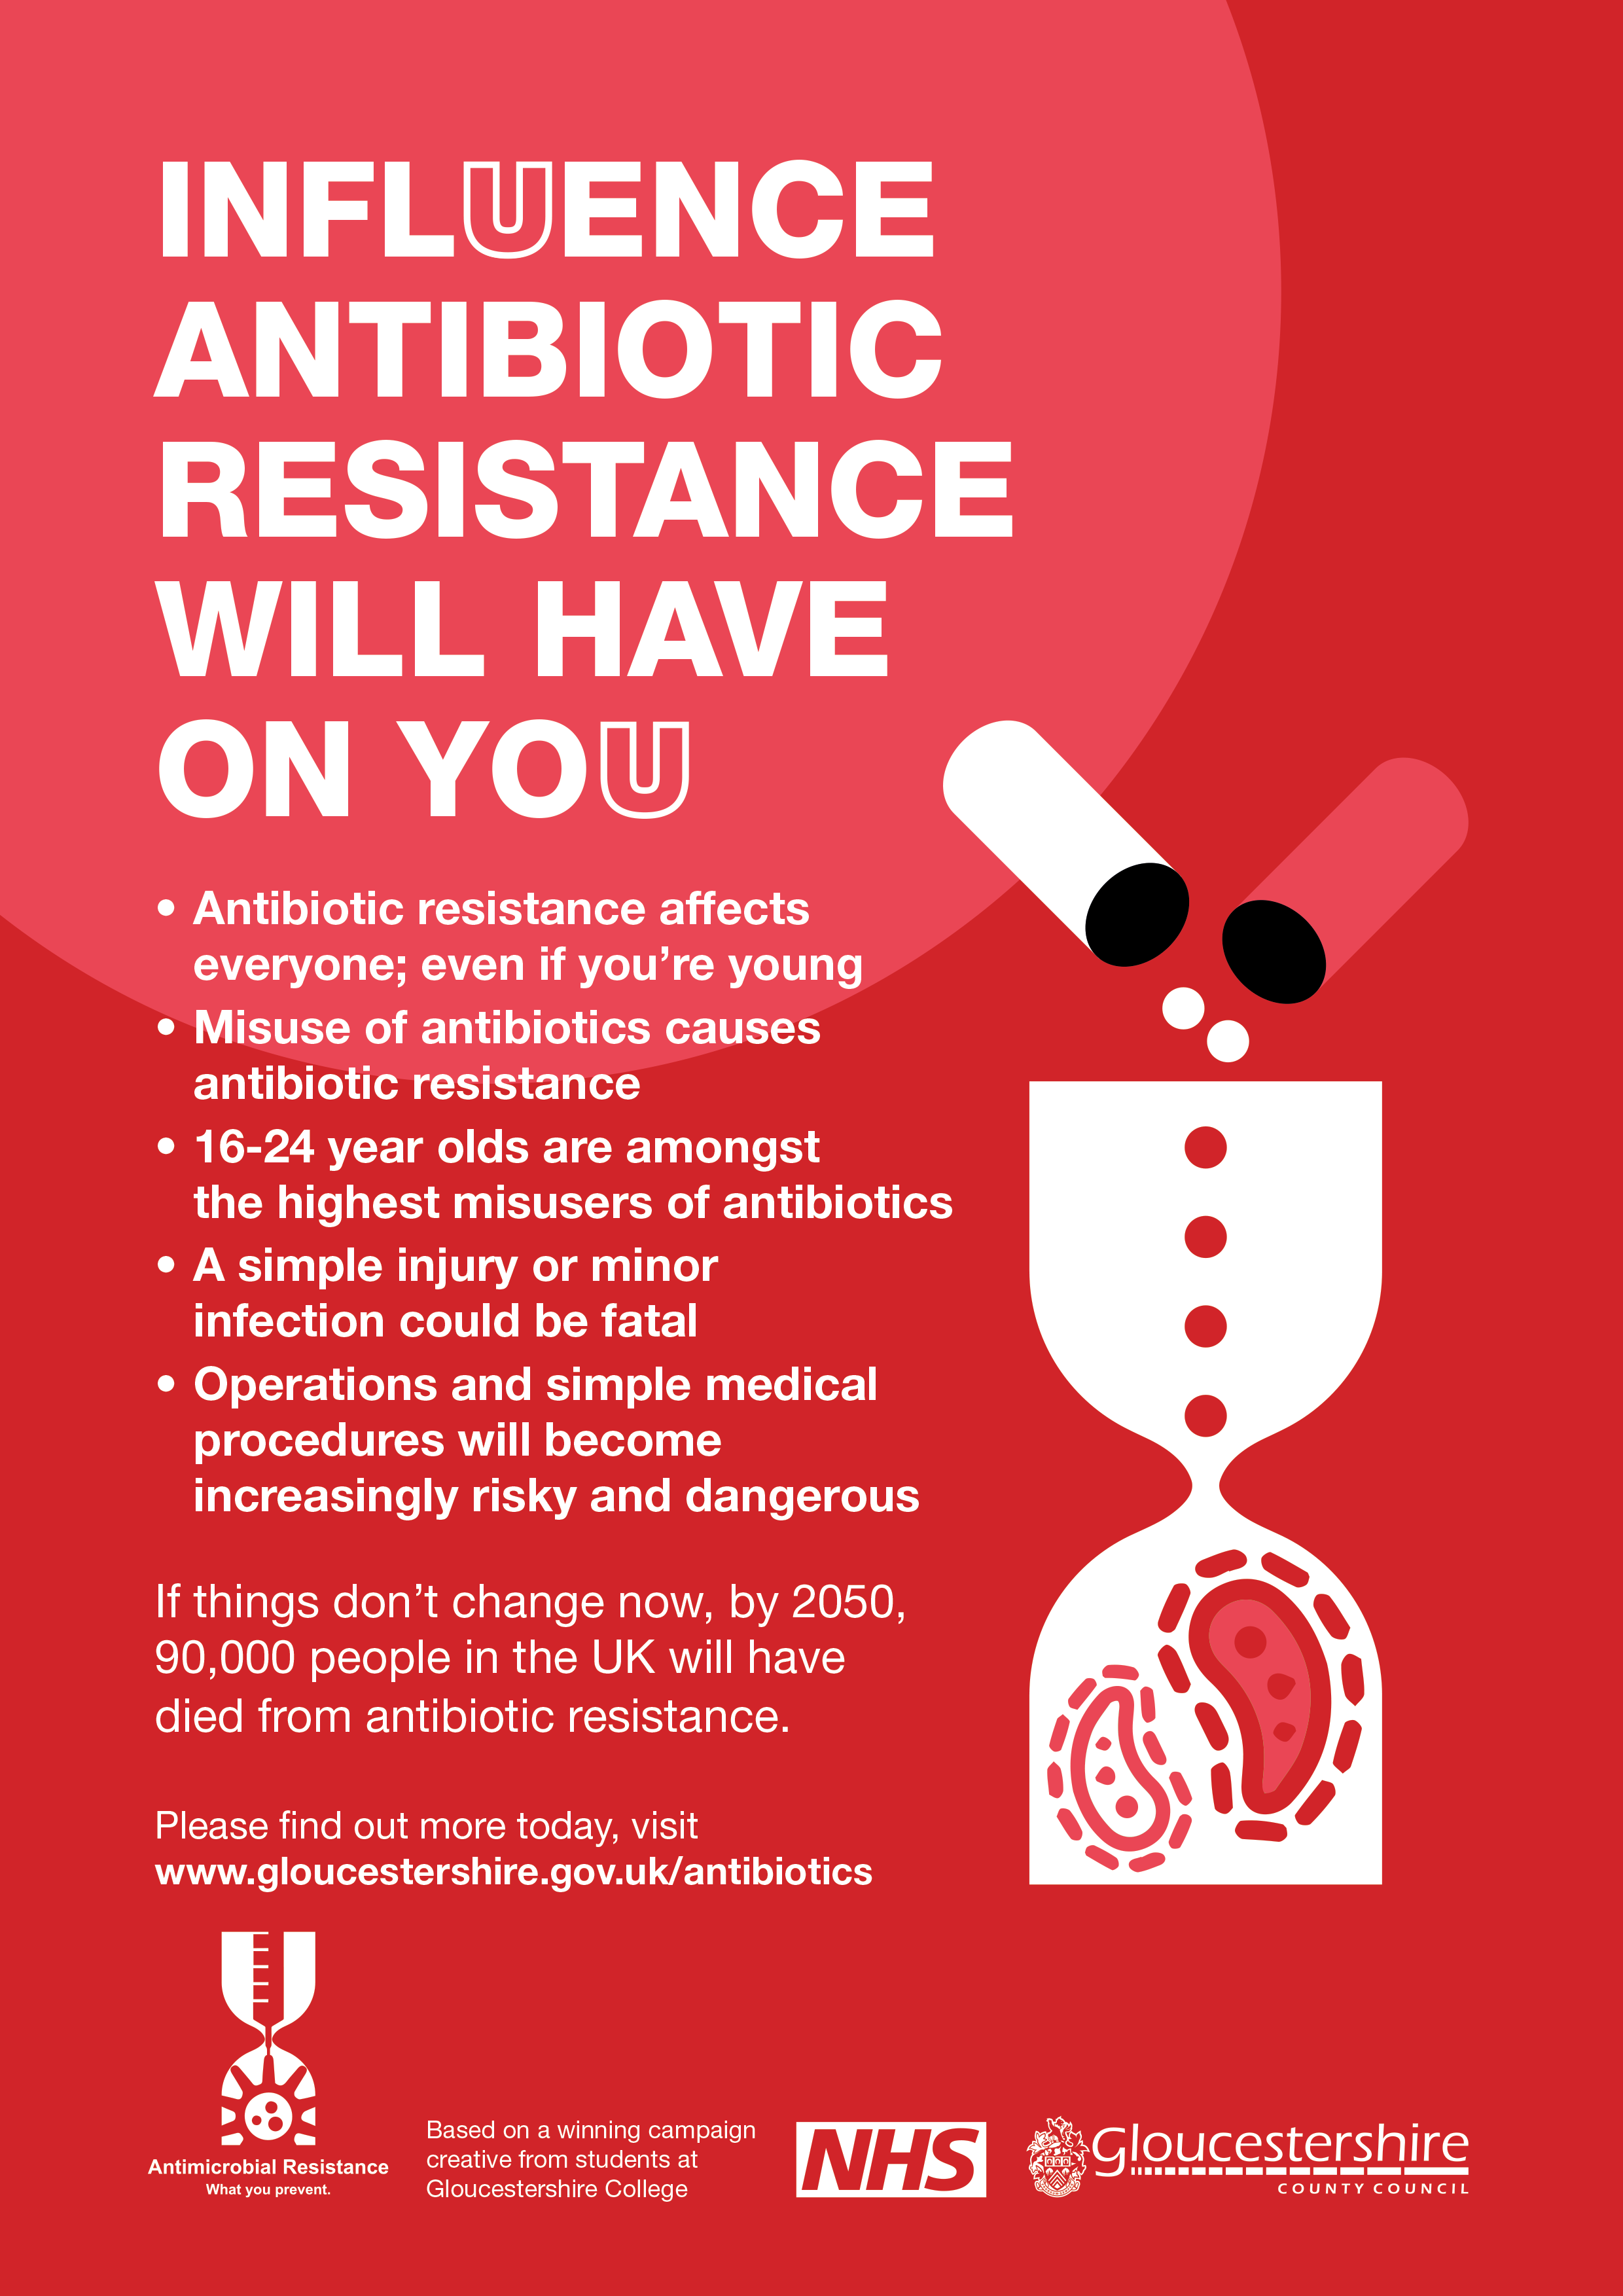 INFLUENCE
ANTIBIOTIC
RESISTANCE
WILL HAVE
ON YOU
• Antibiotic resistance affects
everyone; even if you’re young
• Misuse of antibiotics causes
antibiotic resistance
• 16-24 year olds are amongst
the highest misusers of antibiotics
• A simple injury or minor
infection could be fatal
• Operations and simple medical
procedures will become
increasingly risky and dangerous
If things don’t change now, by 2050,
90,000 people in the UK will have
died from antibiotic resistance.
Please find out more today, visit
www.gloucestershire.gov.uk/antibiotics
Antimicrobial Resistance
What you prevent.
Based on a winning campaign
creative from students at
Gloucestershire College
NHS
Gloucestershire
COUNTY COUNCIL